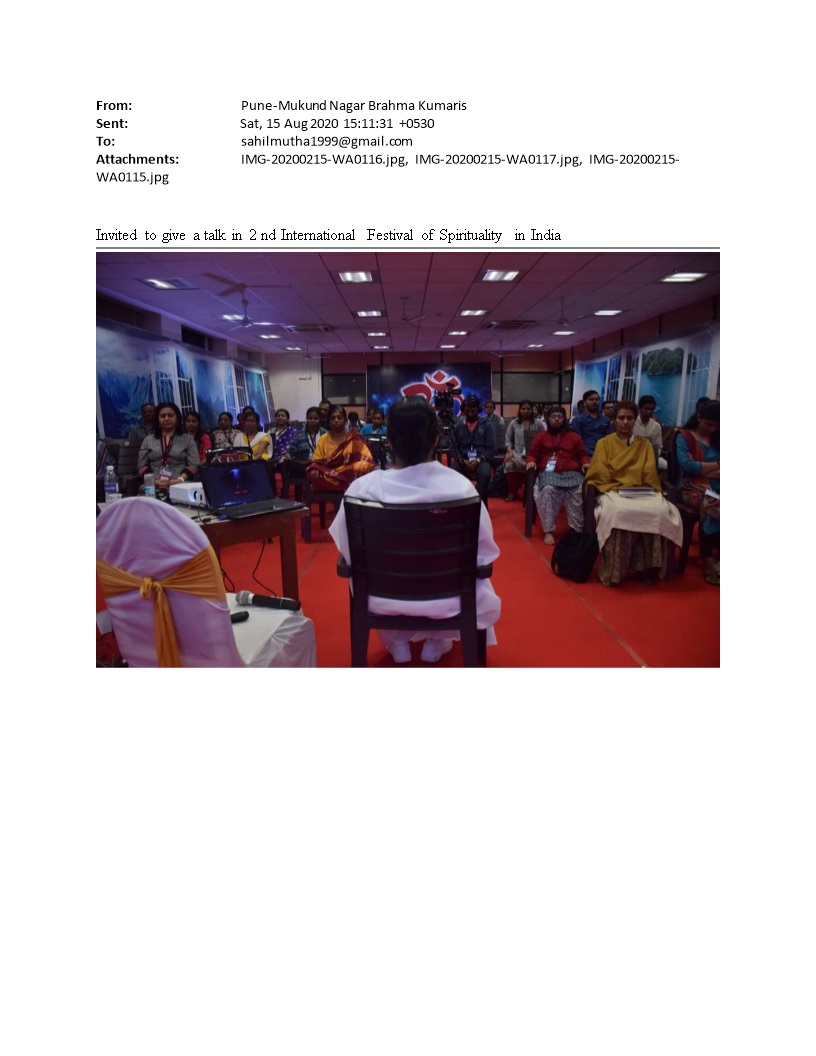 From: Pune-Mukund Nagar Brahma Kumaris
Sent: Sat, 15 Aug 2020 15:11:31 +0530
To: sahilmutha1999@gmail.com
Attachments: IMG-20200215-WA0116.jpg, IMG-20200215-WA0117.jpg, IMG-20200215-
WA0115.jpg
Invited to give a talk in 2 nd International Festival of Spirituality in India